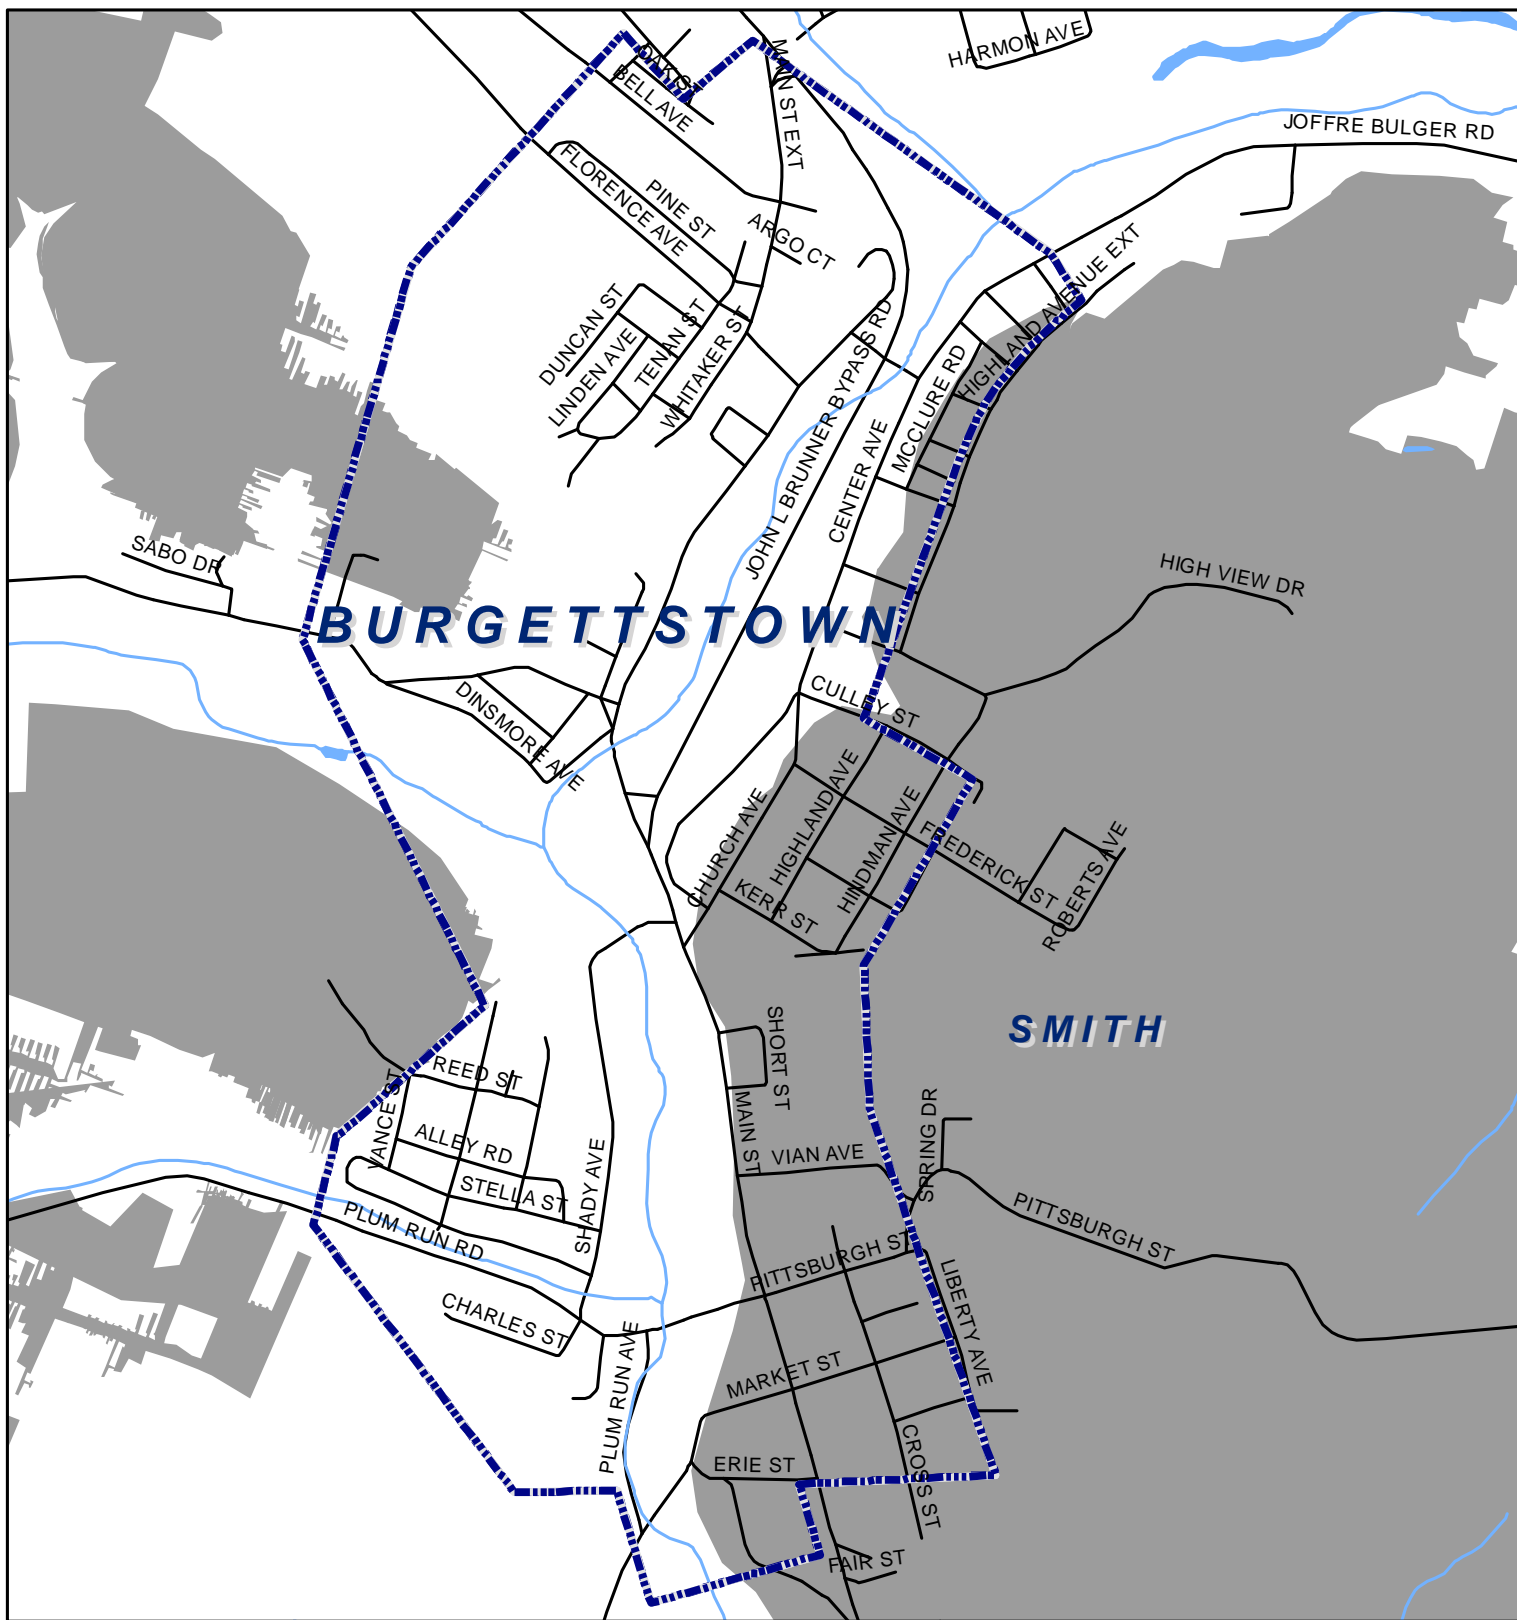 HARMON AVE
OAK ST
BELL AVE
MAIN ST EXT
JOFFRE BULGER RD
FLORENCE AVE
PINE ST
ARGO CT
HIGHLAND AVENUE EXT
DUNCAN ST
LINDEN AVE
TENAN ST
WHITAKER ST
JOHN L BRUNNER BYPASS RD
MCCLURE RD
CENTER AVE
SABO DR
HIGH VIEW DR
BURGETTSTOWN
CULLEY ST
DINSMORE AVE
CHURCH AVE
HIGHLAND AVE
HINDMAN AVE
FREDERICK ST
ROBERTS AVE
KERR ST
SMITH
SHORT ST
REED ST
VANCE ST
ALLEY RD
MAIN ST
VIAN AVE
SPRING DR
STELLA ST
SHADY AVE
PLUM RUN RD
PITTSBURGH ST
PITTSBURGH ST
LIBERTY AVE
CHARLES ST
PLUM RUN AVE
MARKET ST
ERIE ST
CROSS ST
FAIR ST